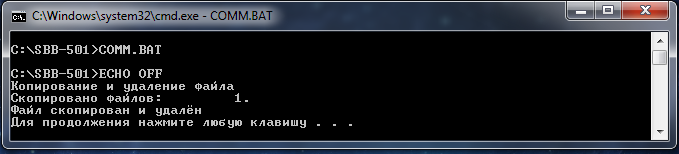 C:\Windows\system32\cmd.exe - COMM.BAT
C:\SBB-501>COMM.BAT
C:\SBB-501>ECHO OFF
Копирование и удаление файла
Скопировано файлов:         1.
Файл скопирован и удалён
Для продолжения нажмите любую клавишу . . .